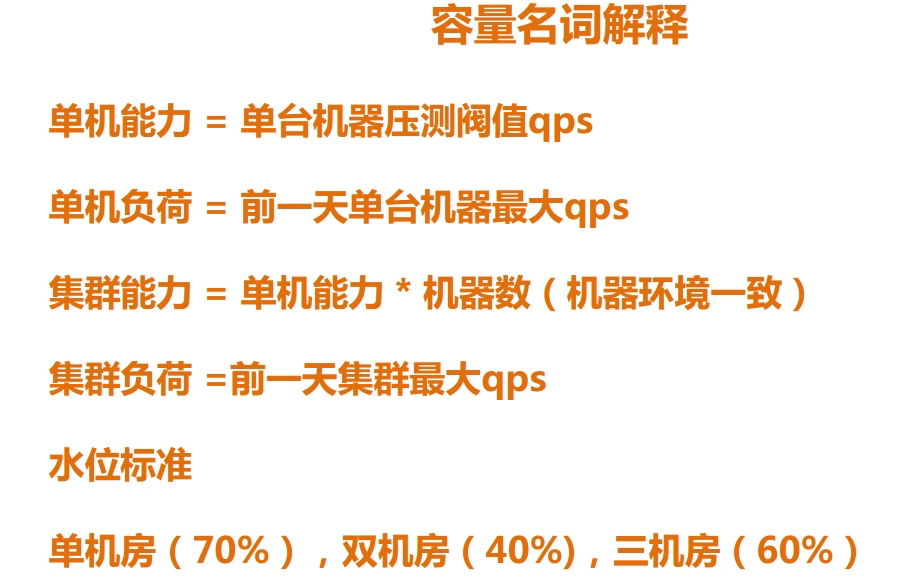 容量名词解释
单机能力 = 单台机器压测阀值qps
单机负荷 = 前一天单台机器最大qps
集群能力 = 单机能力 * 机器数（机器环境一致）
集群负荷 =前一天集群最大qps
水位标准
单机房（70%），双机房（40%)，三机房（60%）